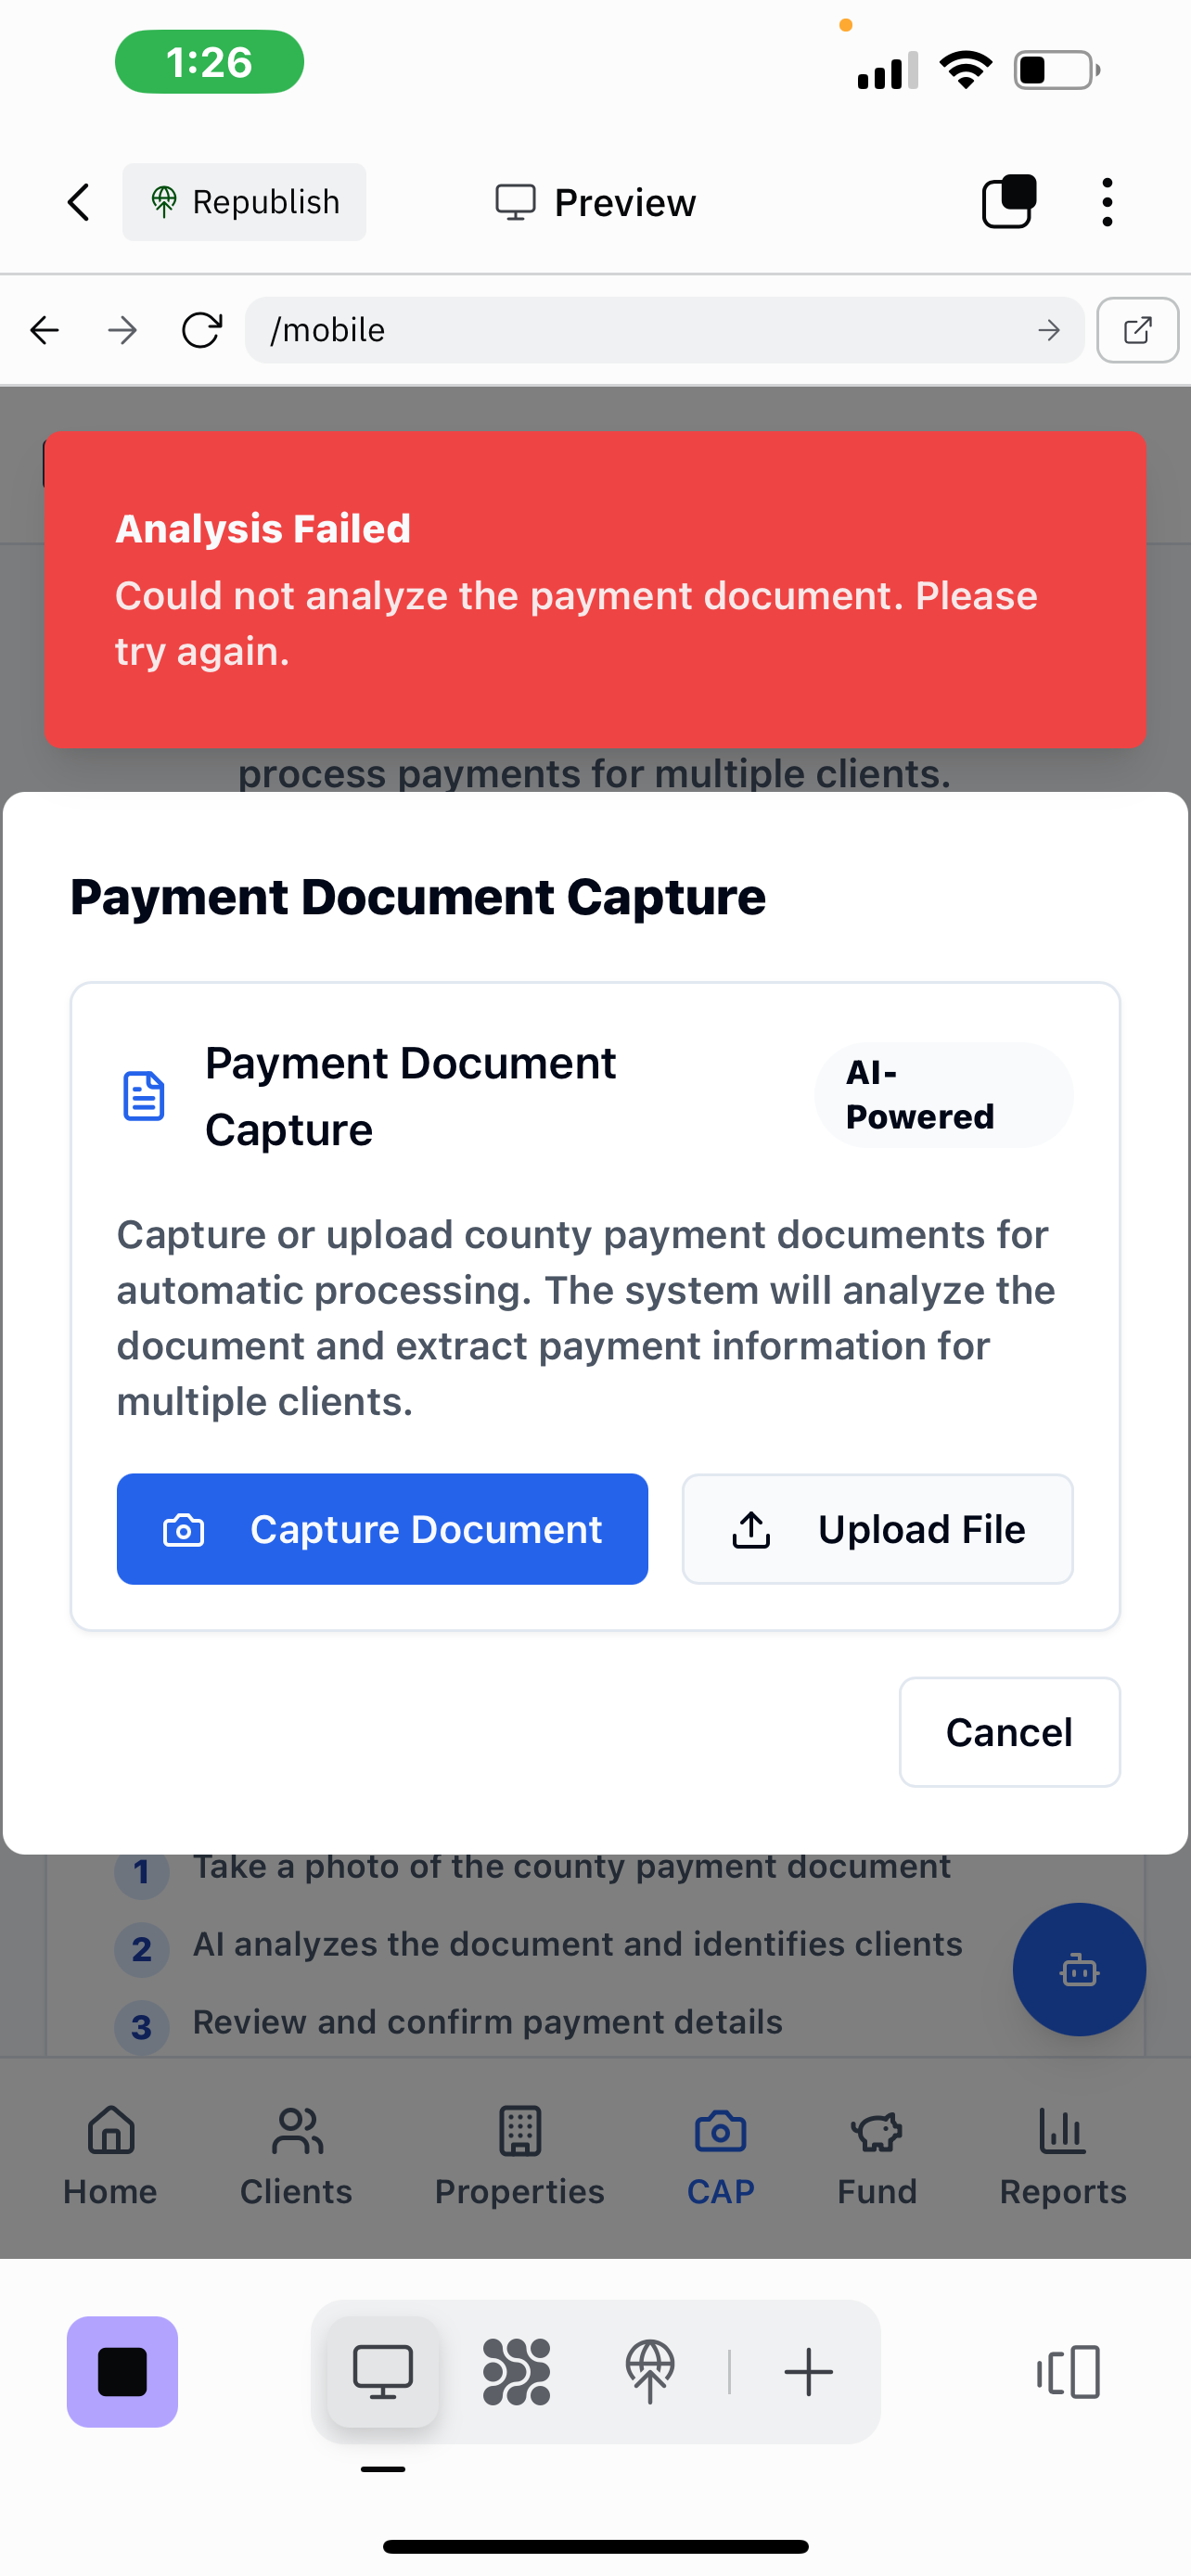 1:26
Republish
Preview
/mobile
Analysis Failed
Could not analyze the payment document. Please
try again.
process payments for multiple clients.
Payment Document Capture
Payment Document
Capture
AI-
Powered
Capture or upload county payment documents for
automatic processing. The system will analyze the
document and extract payment information for
multiple clients.
Capture Document
Upload File
Cancel
1 Take a photo of the county payment document
2 AI analyzes the document and identifies clients
3 Review and confirm payment details
Home Clients Properties CAP Fund Reports